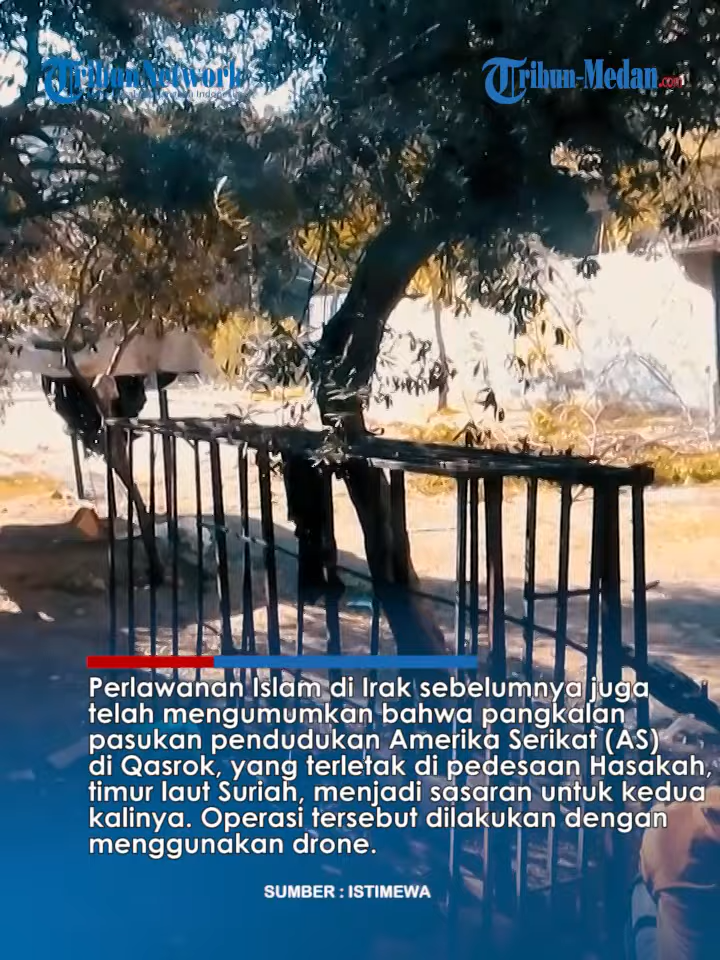 Tribun Network
Tribun-Medan.com
Perlawanan Islam di Irak sebelumnya juga
telah mengumumkan bahwa pangkalan
pasukan pendudukan Amerika Serikat (AS)
di Qasrok, yang terletak di pedesaan Hasakah,
timur laut Suriah, menjadi sasaran untuk kedua
kalinya. Operasi tersebut dilakukan dengan
menggunakan drone.
SUMBER : ISTIMEWA